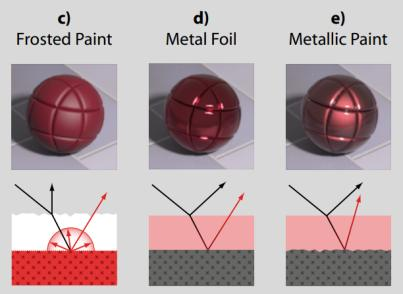 c)
Frosted Paint
d)
Metal Foil
e)
Metallic Paint